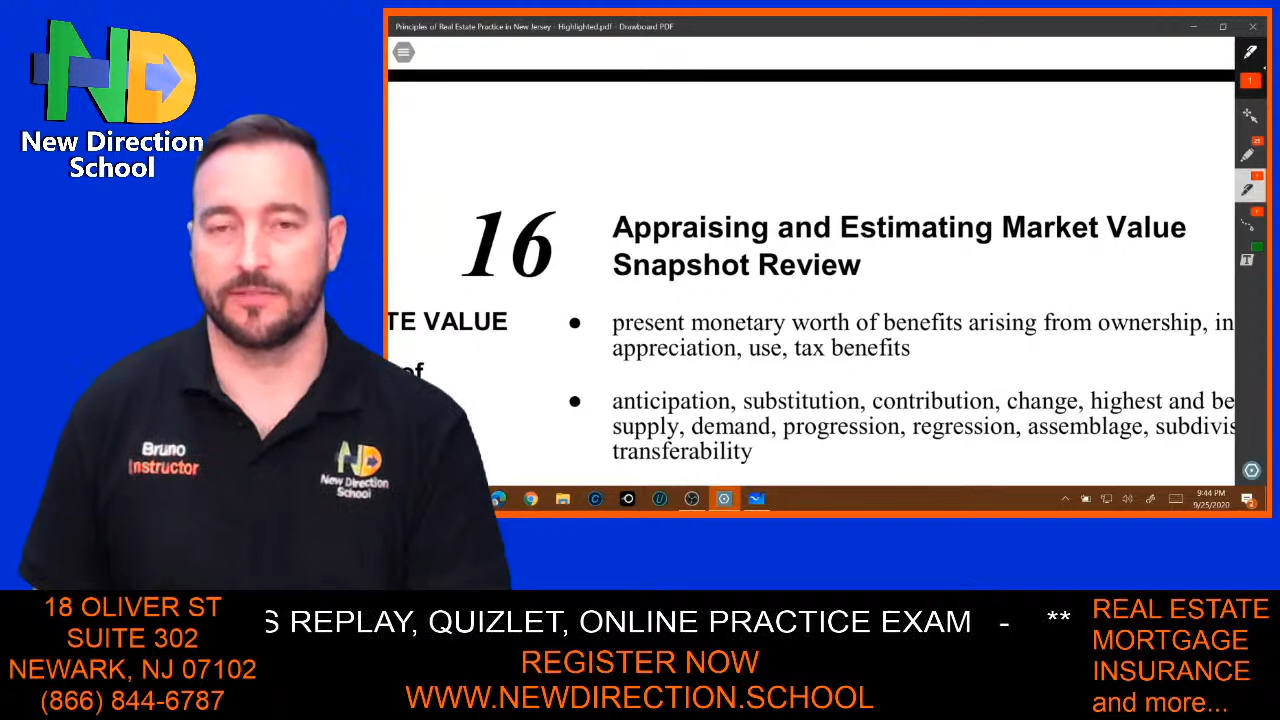 ND
New Direction
School
Bruno
Instructor
ND
New Direction
School
Principles of Real Estate Practice in New Jersey - Highlighted.pdf - Drawboard PDF
16
Appraising and Estimating Market Value
Snapshot Review
TE VALUE
present monetary worth of benefits arising from ownership, in
appreciation, use, tax benefits
of
anticipation, substitution, contribution, change, highest and be
supply, demand, progression, regression, assemblage, subdivis
transferability
9:44 PM
9/25/2020
18 OLIVER ST
SUITE 302
NEWARK, NJ 07102
(866) 844-6787
S REPLAY, QUIZLET, ONLINE PRACTICE EXAM - **
REGISTER NOW
WWW.NEWDIRECTION.SCHOOL
REAL ESTATE
MORTGAGE
INSURANCE
and more...